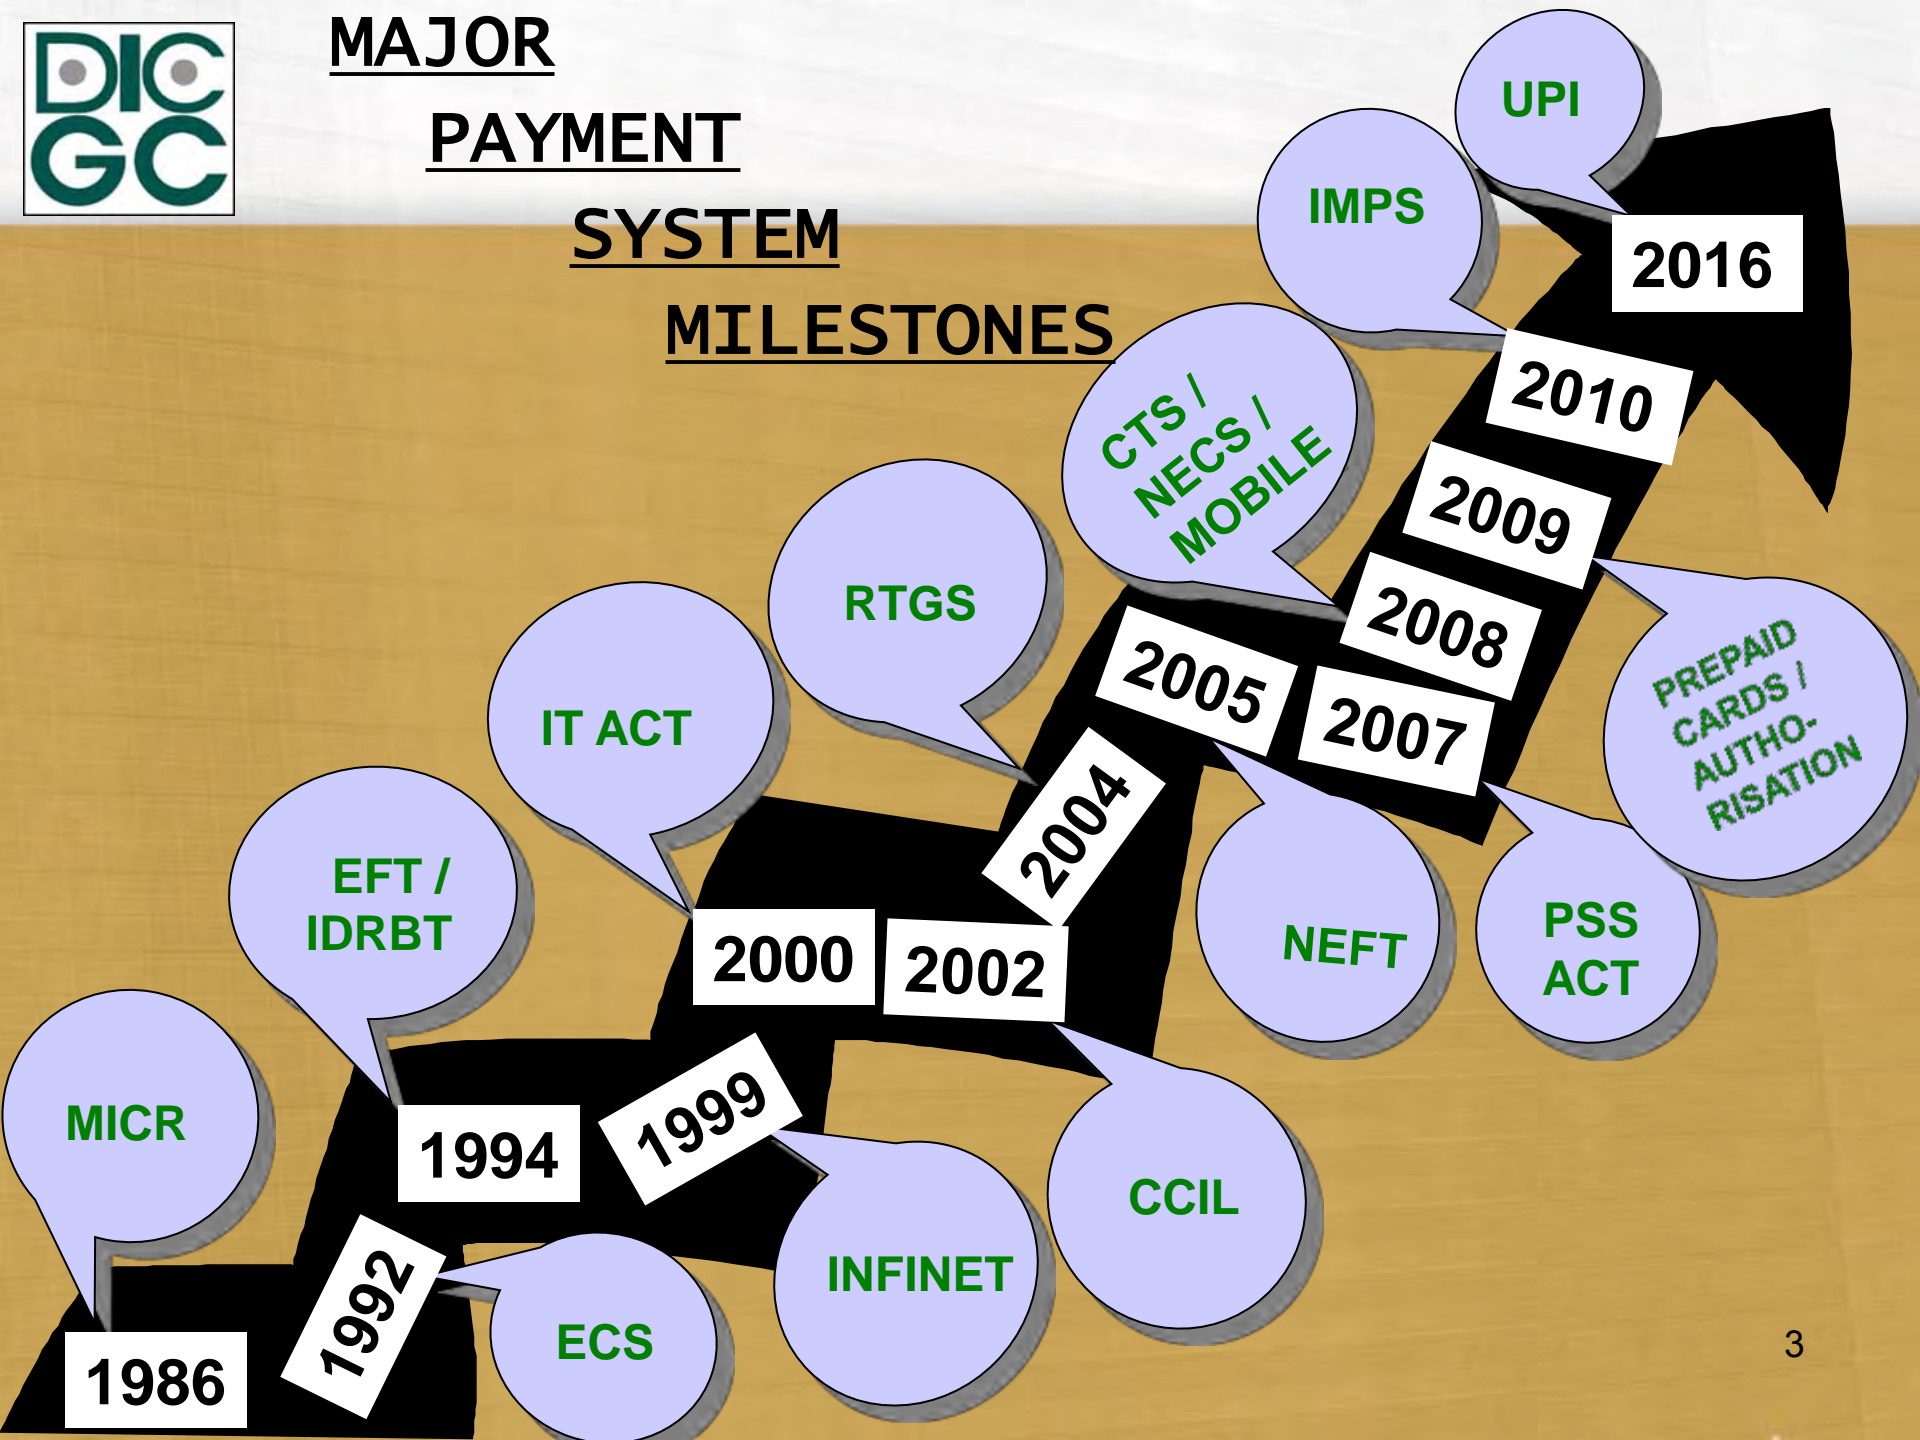 DIC
GC
MAJOR
PAYMENT
SYSTEM
MILESTONES
UPI
2016
IMPS
2010
CTS /
NECS /
MOBILE
2009
2008
PREPAID
CARDS /
AUTHO-
RISATION
RTGS
2005
2007
IT ACT
2004
EFT /
IDRBT
2000
2002
NEFT
PSS
ACT
MICR
1994
1999
CCIL
INFINET
1992
ECS
1986
3